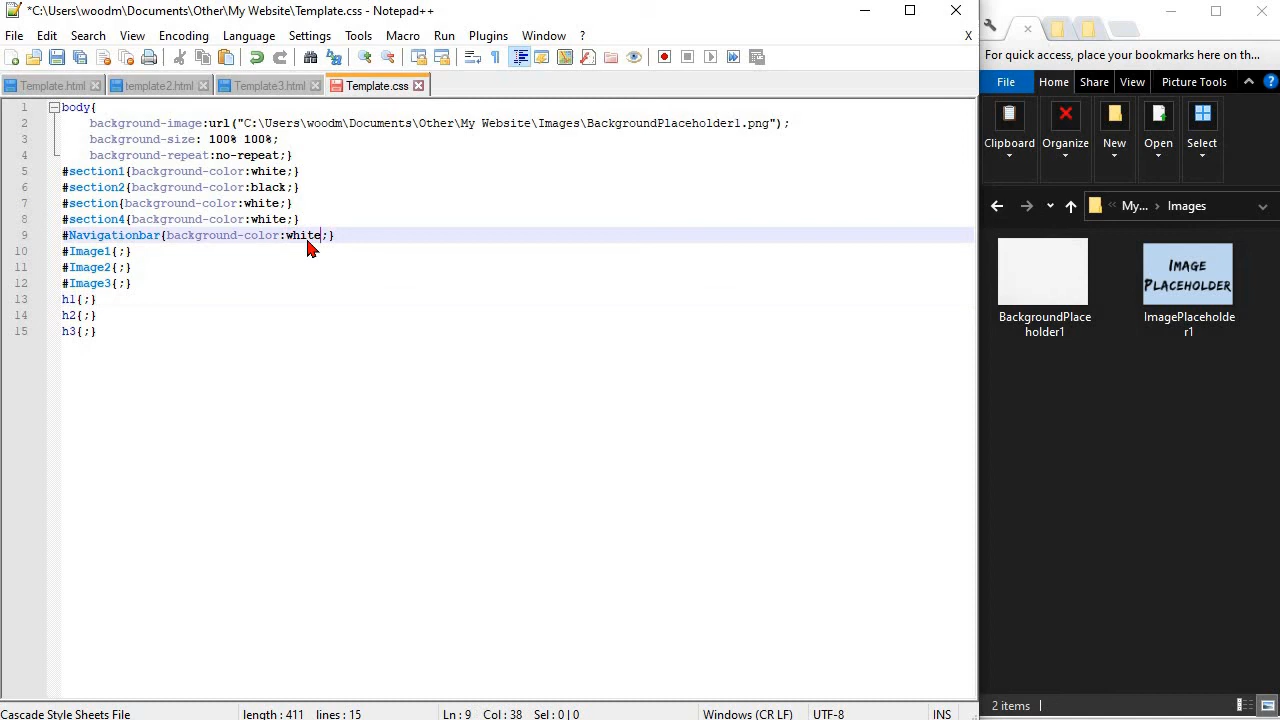 *C:\Users\woodm\Documents\Other\My Website\Template.css - Notepad++
File Edit Search View Encoding Language Settings Tools Macro Run Plugins Window ? X
Template.html template2.html Template3.html Template.css
1 body{
2 background-image:url("C:\Users\woodm\Documents\Other\My Website\Images\BackgroundPlaceholder1.png");
3 background-size: 100% 100%;
4 background-repeat:no-repeat;}
5 #section1{background-color:white;}
6 #section2{background-color:black;}
7 #section{background-color:white;}
8 #section4{background-color:white;}
9 #Navigationbar{background-color:white;}
10 #Image1{;}
11 #Image2{;}
12 #Image3{;}
13 h1{;}
14 h2{;}
15 h3{;}
Cascade Style Sheets File length : 411 lines : 15 Ln : 9 Col : 38 Sel : 0 | 0 Windows (CR LF) UTF-8 INS
For quick access, place your bookmarks here on th...
File Home Share View Picture Tools
Clipboard Organize New Open Select
« My... > Images
IMAGE
PLACEHOLDER
BackgroundPlace
holder1
ImagePlaceholde
r1
2 items